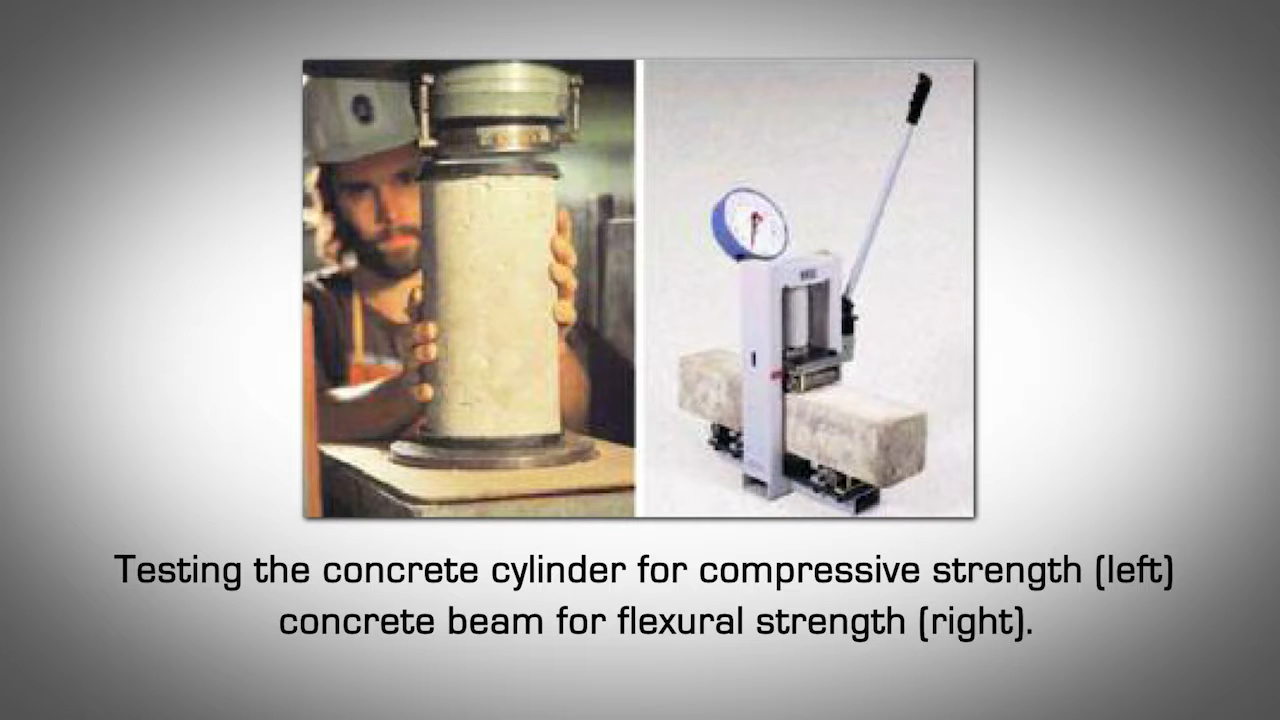 Testing the concrete cylinder for compressive strength (left)
concrete beam for flexural strength (right).